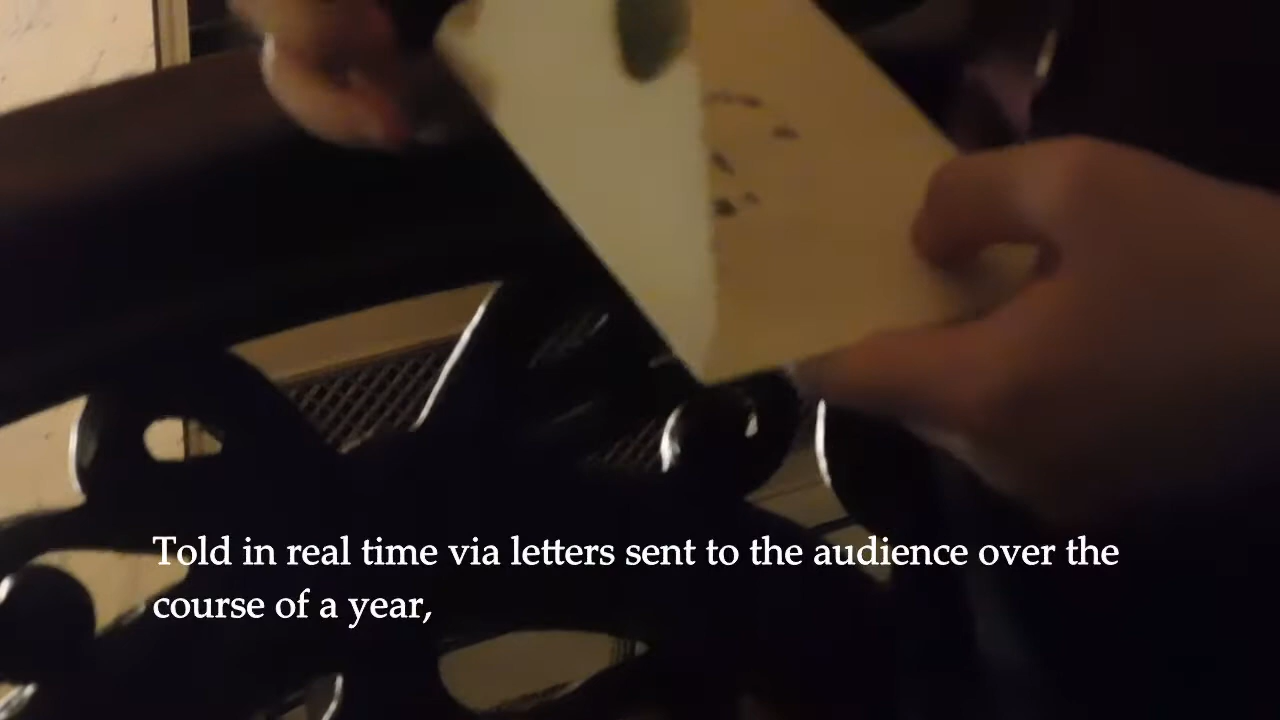 Told in real time via letters sent to the audience over the
course of a year,